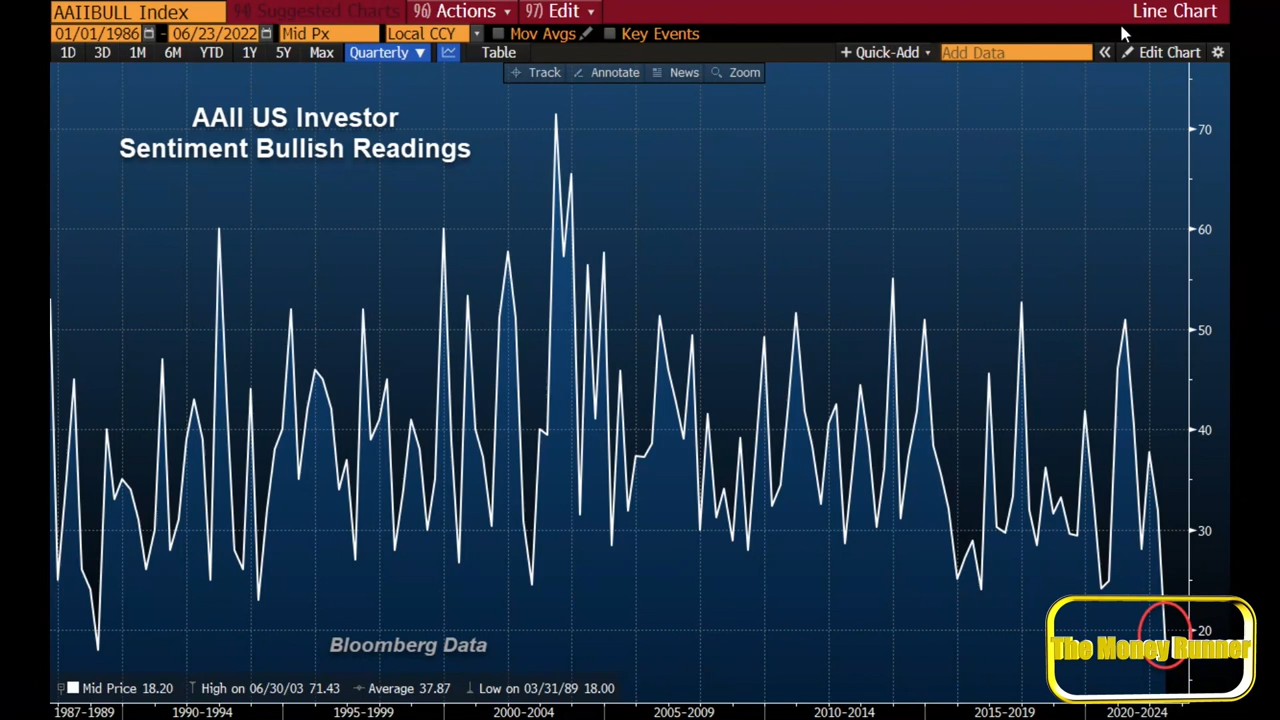 AAIIBULL Index
94) Suggested Charts
96) Actions
97) Edit
Line Chart
01/01/1986 - 06/23/2022
Mid Px
Local CCY
Mov Avgs
Key Events
1D 3D 1M 6M YTD 1Y 5Y Max Quarterly ▼ Table
+ Quick-Add
Add Data
« Edit Chart
Track Annotate News Zoom
AAII US Investor
Sentiment Bullish Readings
70
60
50
40
30
20
Bloomberg Data
The Money Runner
Mid Price 18.20 High on 06/30/03 71.43 Average 37.87 Low on 03/31/89 18.00
1987-1989 1990-1994 1995-1999 2000-2004 2005-2009 2010-2014 2015-2019 2020-2024